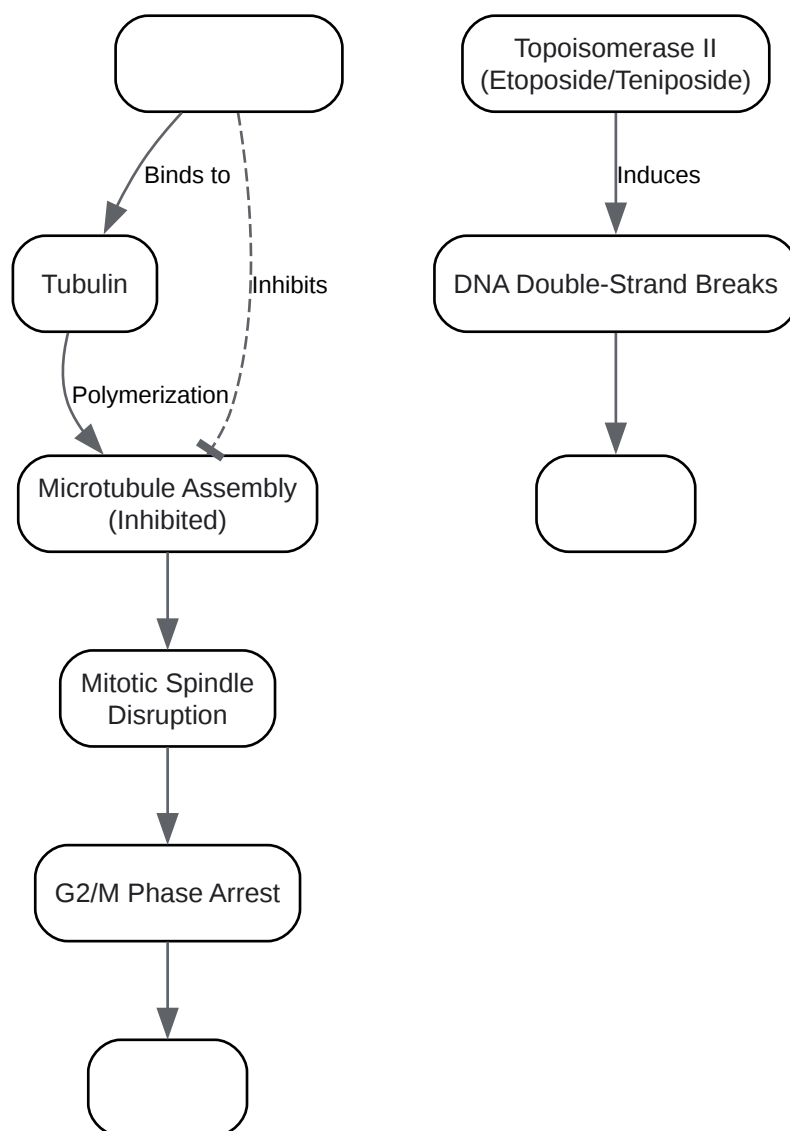 Topoisomerase II
(Etoposide/Teniposide)
Binds to
Induces
Tubulin
Inhibits
DNA Double-Strand Breaks
Polymerization
Microtubule Assembly
(Inhibited)
Mitotic Spindle
Disruption
G2/M Phase Arrest